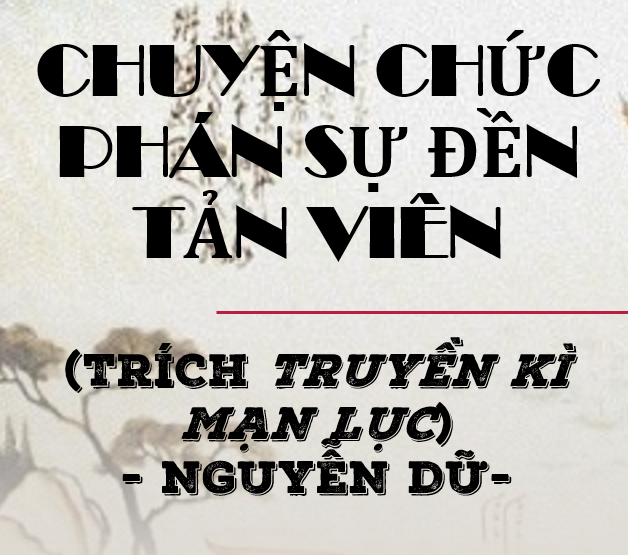 CHUYỆN CHỨC
PHÁN SỰ ĐỀN
TẢN VIÊN
(TRÍCH TRUYỀN KÌ
MẠN LỤC)
- NGUYỄN DỮ-